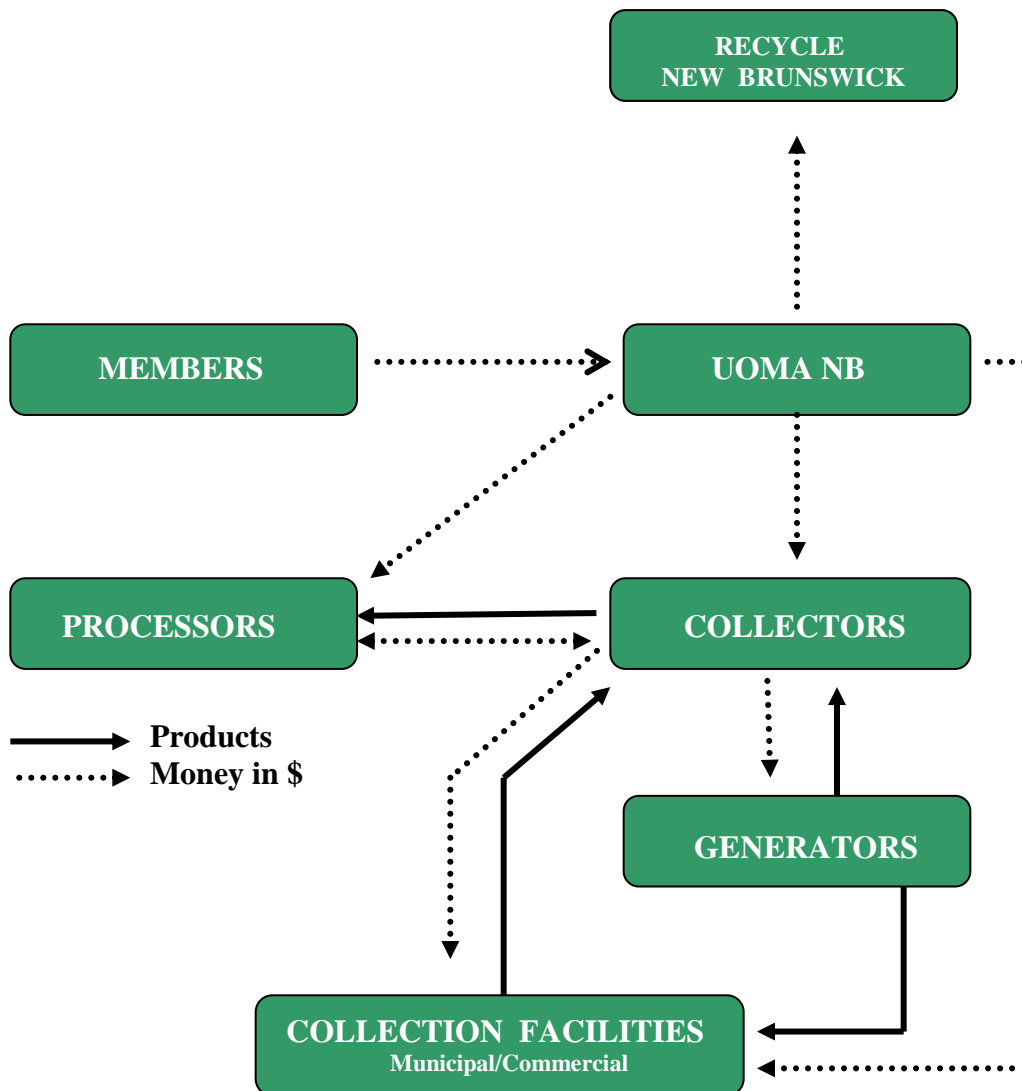 RECYCLE
NEW BRUNSWICK
MEMBERS
UOMA NB
PROCESSORS
COLLECTORS
Products
Money in $
GENERATORS
COLLECTION FACILITIES
Municipal/Commercial